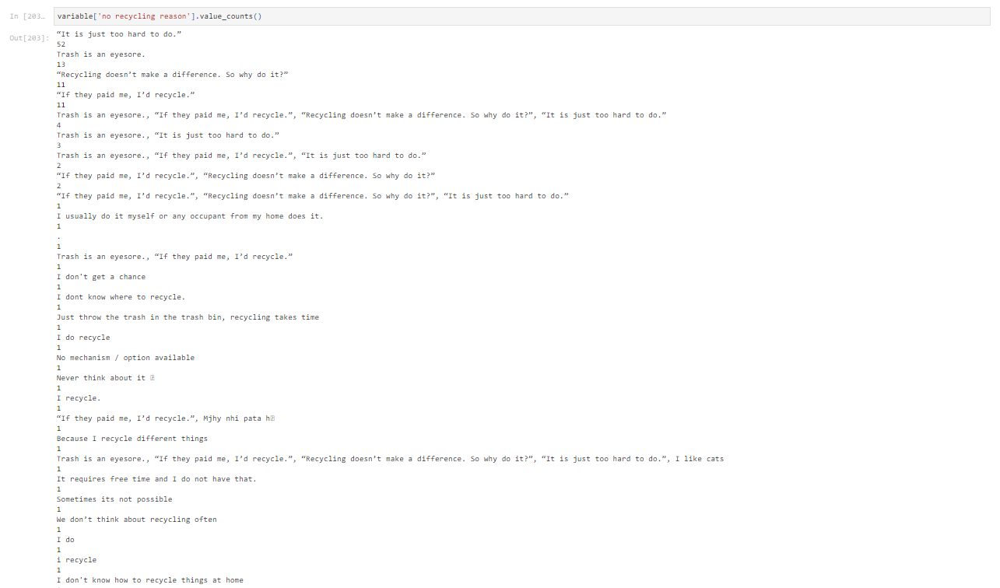 In [203…
variable['no recycling reason'].value_counts()
Out[203]:
“It is just too hard to do.”
52
Trash is an eyesore.
13
“Recycling doesn’t make a difference. So why do it?”
11
“If they paid me, I’d recycle.”
11
Trash is an eyesore., “If they paid me, I’d recycle.”, “Recycling doesn’t make a difference. So why do it?”, “It is just too hard to do.”
4
Trash is an eyesore., “It is just too hard to do.”
3
Trash is an eyesore., “If they paid me, I’d recycle.”, “It is just too hard to do.”
2
“If they paid me, I’d recycle.”, “Recycling doesn’t make a difference. So why do it?”
2
“If they paid me, I’d recycle.”, “Recycling doesn’t make a difference. So why do it?”, “It is just too hard to do.”
1
I usually do it myself or any occupant from my home does it.
1
.
1
Trash is an eyesore., “If they paid me, I’d recycle.”
1
I don't get a chance
1
I dont know where to recycle.
1
Just throw the trash in the trash bin, recycling takes time
1
I do recycle
1
No mechanism / option available
1
Never think about it
1
I recycle.
1
“If they paid me, I’d recycle.”, Mjhy nhi pata h
1
Because I recycle different things
1
Trash is an eyesore., “If they paid me, I’d recycle.”, “Recycling doesn’t make a difference. So why do it?”, “It is just too hard to do.”, I like cats
1
It requires free time and I do not have that.
1
Sometimes its not possible
1
We don’t think about recycling often
1
I do
1
i recycle
1
I don't know how to recycle things at home